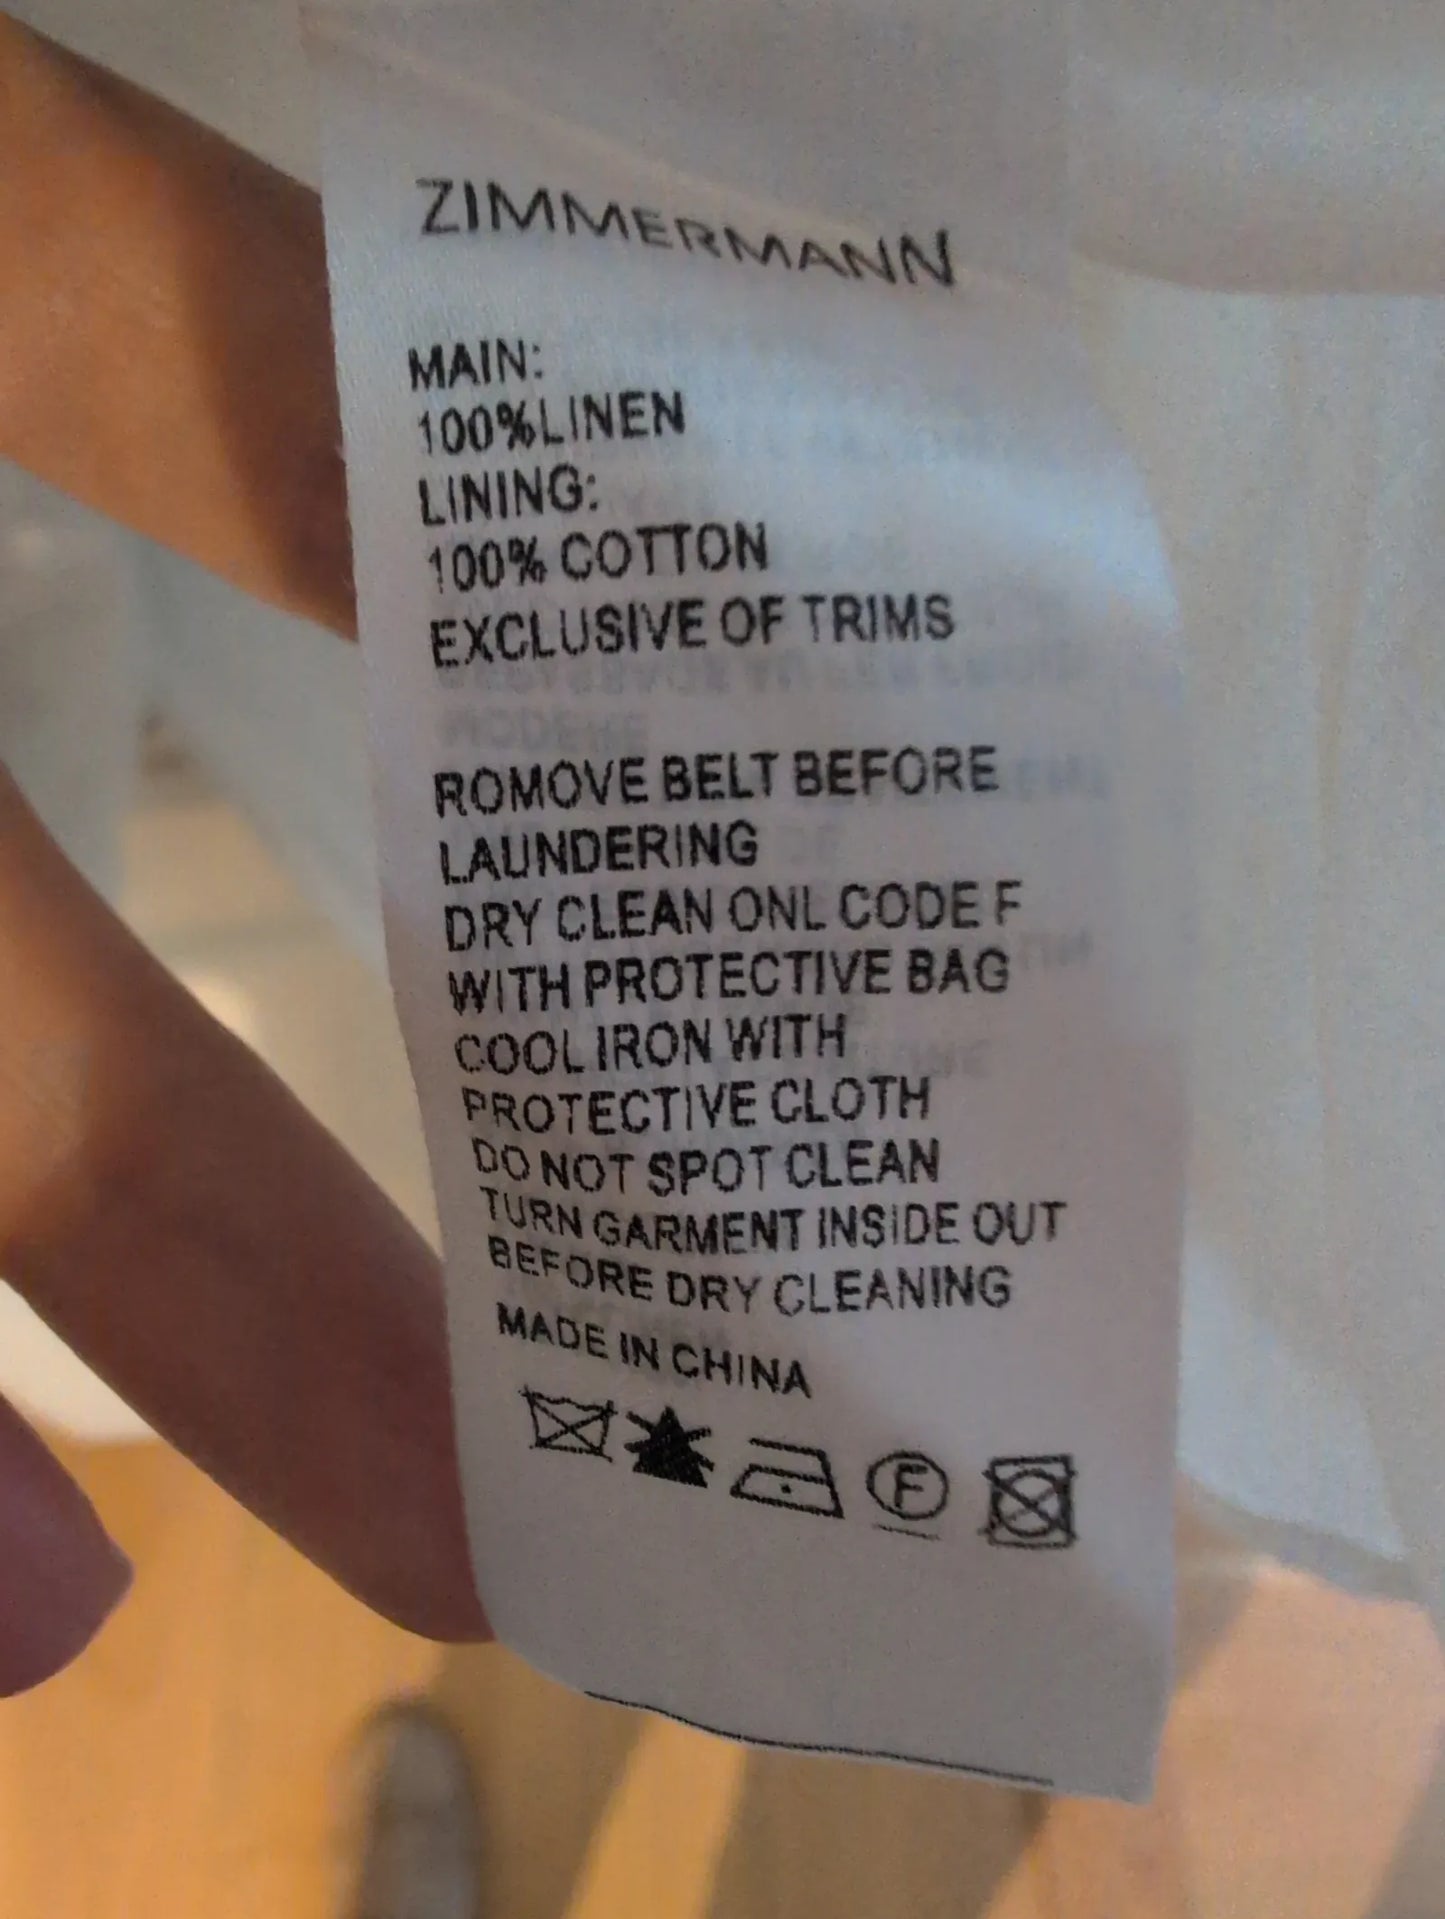 ZIMMERMANN
MAIN:
100%LINEN
LINING:
100% COTTON
EXCLUSIVE OF TRIMS
ROMOVE BELT BEFORE
LAUNDERING
DRY CLEAN ONL CODE F
WITH PROTECTIVE BAG
COOL IRON WITH
PROTECTIVE CLOTH
DO NOT SPOT CLEAN
TURN GARMENT INSIDE OUT
BEFORE DRY CLEANING
MADE IN CHINA
F